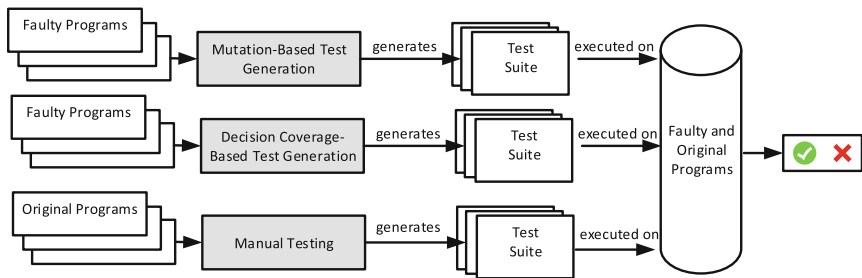 Faulty Programs
Mutation-Based Test
Generation
generates
Test
Suite
executed on
Faulty Programs
Decision Coverage-
Based Test Generation
generates
Test
Suite
executed on
Faulty and
Original
Programs
Original Programs
Manual Testing
generates
Test
Suite
executed on